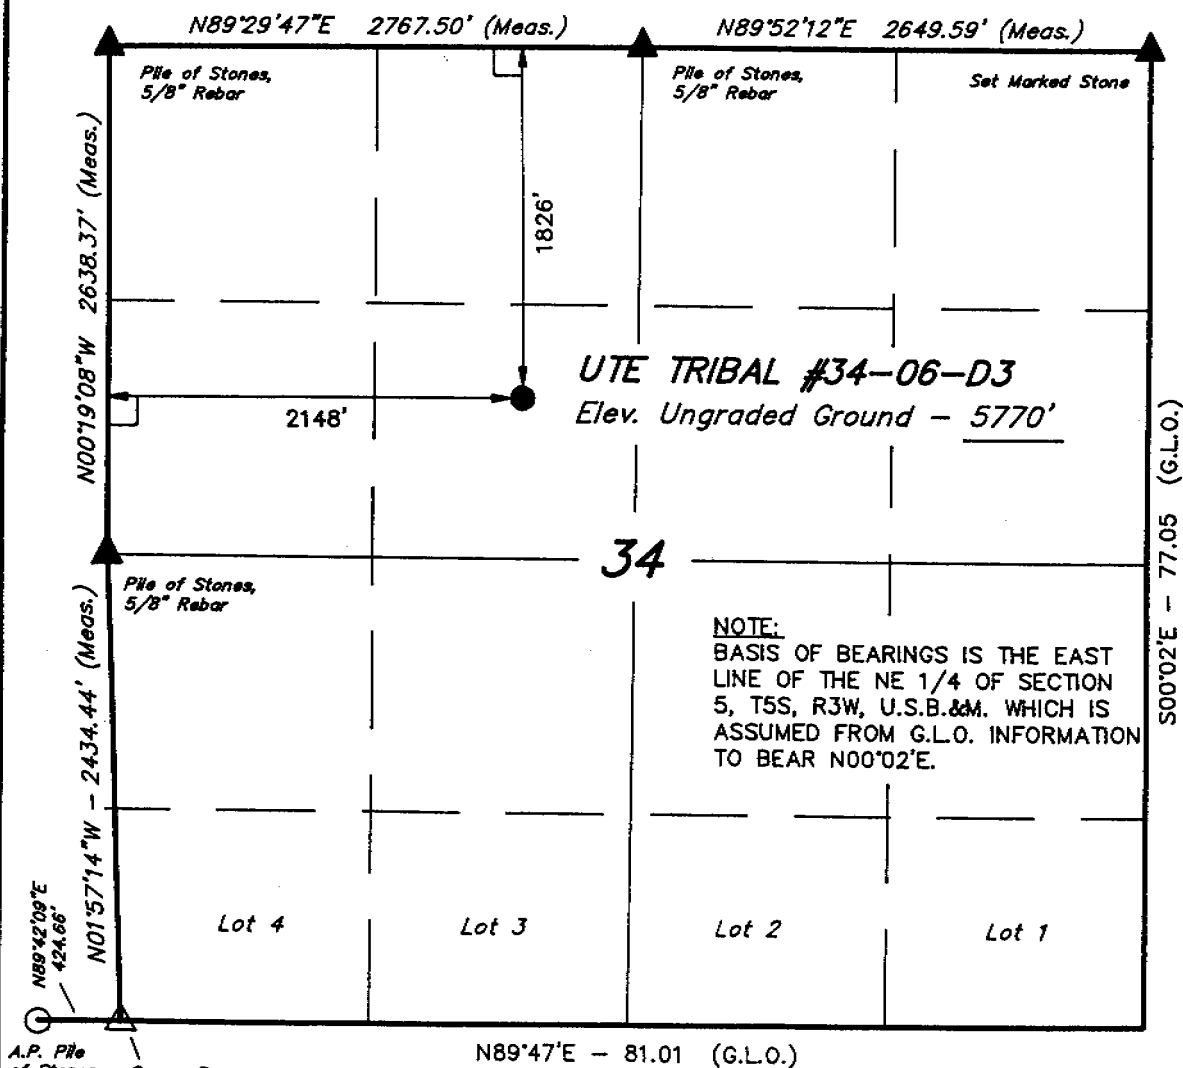 N89°29'47"E 2767.50' (Meas.)
N89°52'12"E 2649.59' (Meas.)
Pile of Stones,
5/8" Rebar
Pile of Stones,
5/8" Rebar
Set Marked Stone
N00°19'08"W 2638.37' (Meas.)
1826'
2148'
UTE TRIBAL #34-06-D3
Elev. Ungraded Ground - 5770'
S00°02'E - 77.05 (G.L.O.)
34
Pile of Stones,
5/8" Rebar
NOTE:
BASIS OF BEARINGS IS THE EAST
LINE OF THE NE 1/4 OF SECTION
5, T5S, R3W, U.S.B.&M. WHICH IS
ASSUMED FROM G.L.O. INFORMATION
TO BEAR N00°02'E.
N01°57'14"W - 2434.44' (Meas.)
N89°42'09"E
424.66'
Lot 4
Lot 3
Lot 2
Lot 1
A.P. Pile
N89°47'E - 81.01 (G.L.O.)